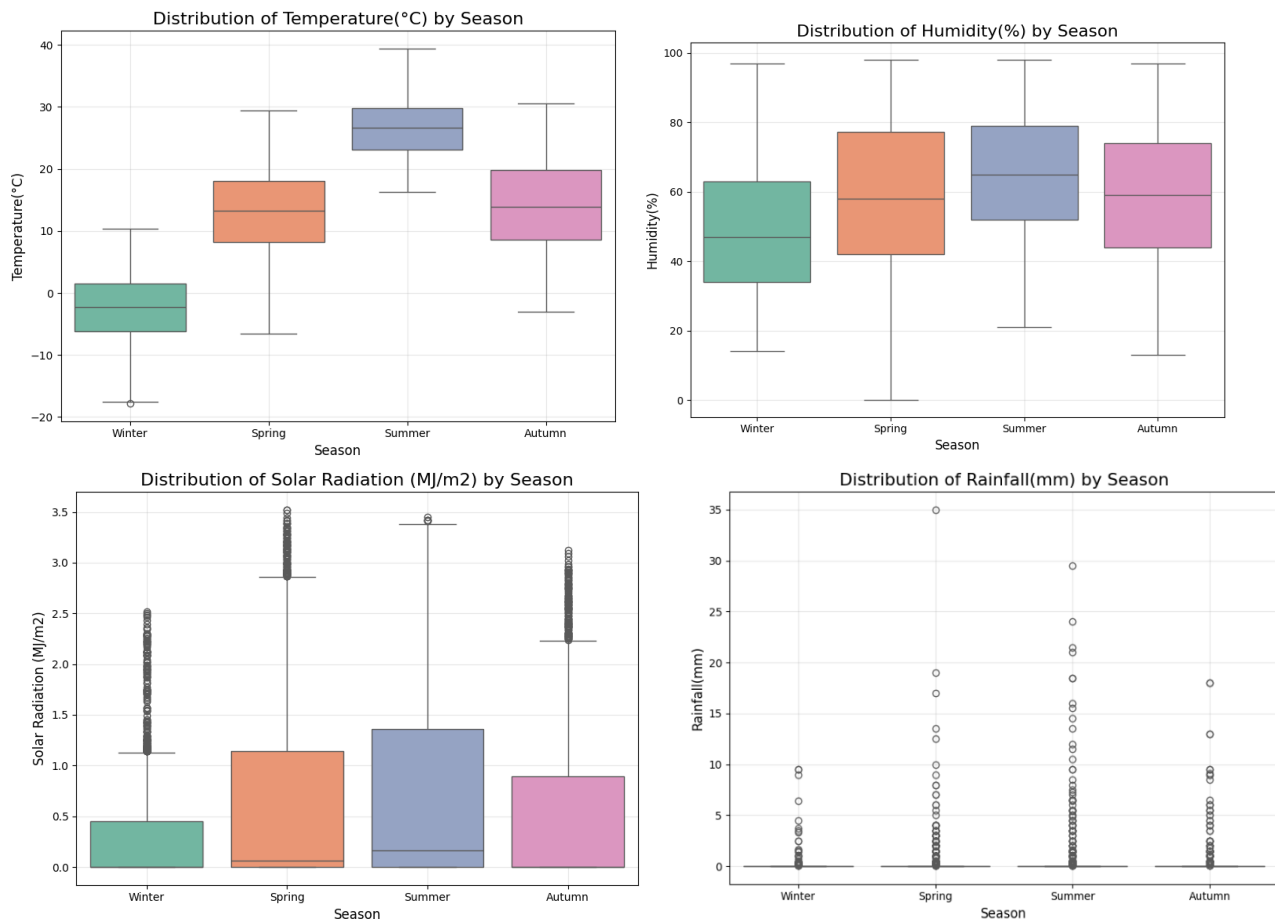 Distribution of Temperature(°C) by Season
Temperature(°C)
40
30
20
10
0
−10
−20
Winter Spring Summer Autumn
Season
Distribution of Humidity(%) by Season
Humidity(%)
100
80
60
40
20
0
Winter Spring Summer Autumn
Season
Distribution of Solar Radiation (MJ/m2) by Season
Solar Radiation (MJ/m2)
3.5
3.0
2.5
2.0
1.5
1.0
0.5
0.0
Winter Spring Summer Autumn
Season
Distribution of Rainfall(mm) by Season
Rainfall(mm)
35
30
25
20
15
10
5
0
Winter Spring Summer Autumn
Season